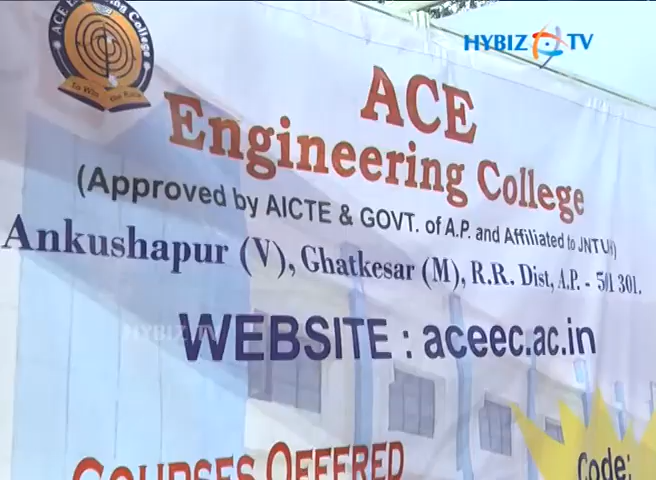 HYBIZ TV
ACE
Engineering College
(Approved by AICTE & GOVT. of A.P. and Affiliated to JNTUH)
Ankushapur (V), Ghatkesar (M), R.R. Dist, A.P. - 501 301.
WEBSITE : aceec.ac.in
COURSES OFFERED
Code: